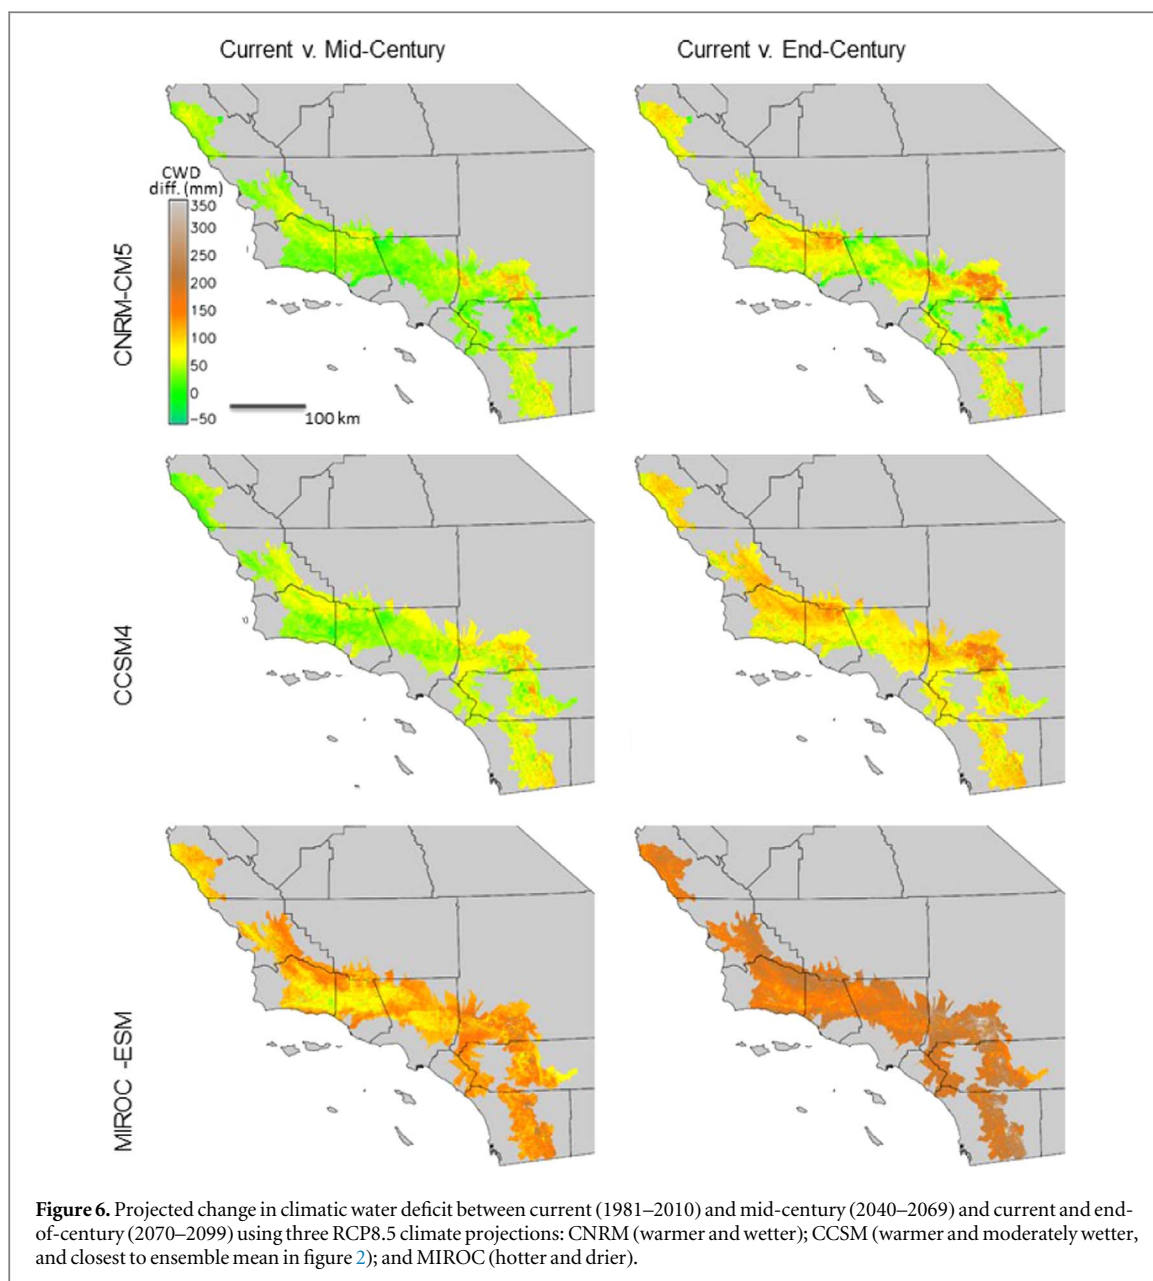 Current v. Mid-Century
Current v. End-Century
CWD
diff. (mm)
350
300
250
200
150
100
50
0
−50
100 km
CNRM-CM5
CCSM4
MIROC -ESM
Figure 6. Projected change in climatic water deficit between current (1981–2010) and mid-century (2040–2069) and current and end-
of-century (2070–2099) using three RCP8.5 climate projections: CNRM (warmer and wetter); CCSM (warmer and moderately wetter,
and closest to ensemble mean in figure 2); and MIROC (hotter and drier).